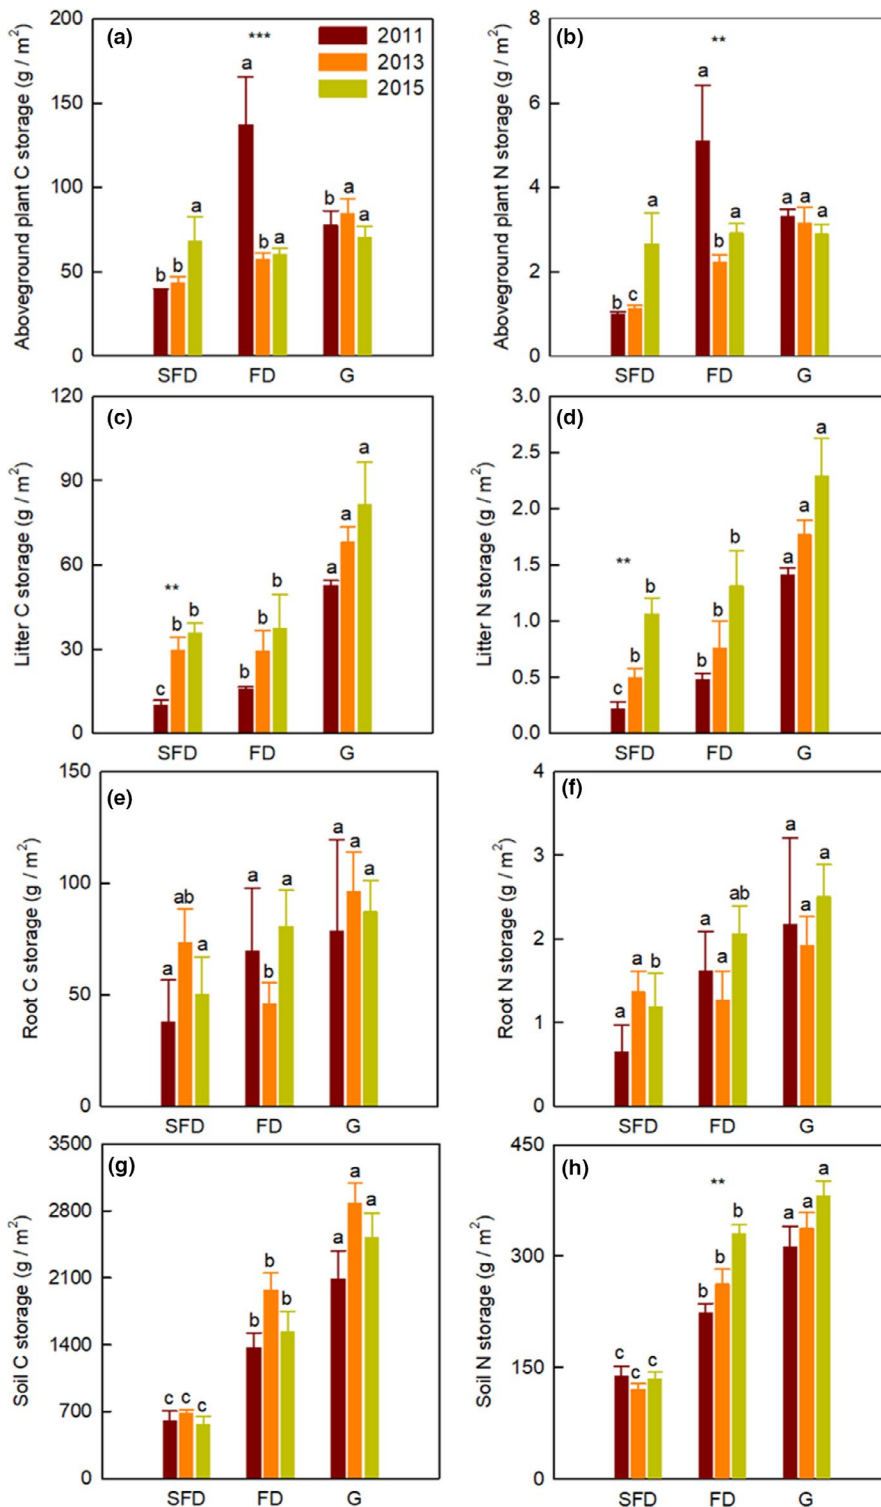 (a)
***
2011
2013
2015
Aboveground plant C storage (g / m²)
200
150
100
50
0
b b a
a b a
b a a
SFD FD G
(b)
**
Aboveground plant N storage (g / m²)
8
6
4
2
0
b c a
a b a
a a a
SFD FD G
(c)
**
Litter C storage (g / m²)
120
90
60
30
0
c b b
b b b
a a a
SFD FD G
(d)
**
Litter N storage (g / m²)
3.0
2.5
2.0
1.5
1.0
0.5
0.0
c b b
b b b
a a a
SFD FD G
(e)
Root C storage (g / m²)
150
100
50
0
a ab a
a b a
a a a
SFD FD G
(f)
Root N storage (g / m²)
4
3
2
1
0
a a b
a a ab
a a a
SFD FD G
(g)
Soil C storage (g / m²)
3500
2800
2100
1400
700
0
c c c
b b b
a a a
SFD FD G
(h)
**
Soil N storage (g / m²)
450
300
150
0
c c c
b b b
a a a
SFD FD G